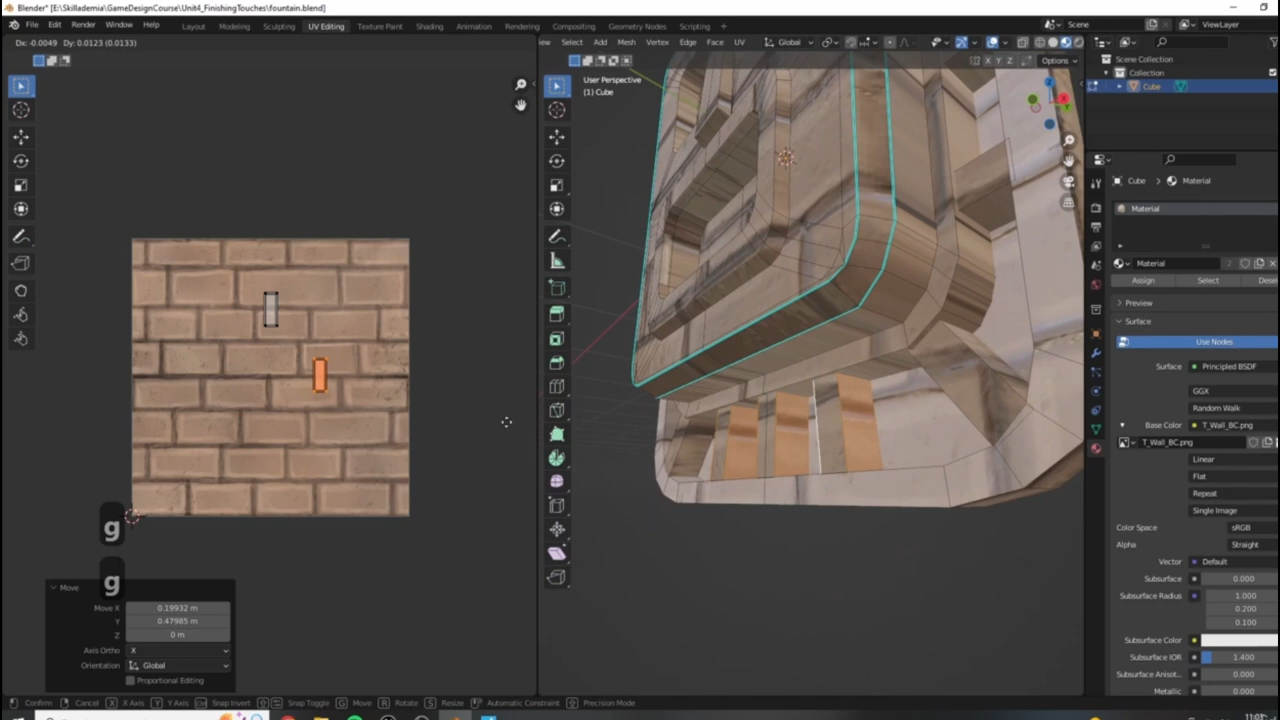 Blender* [E:\Skillademia\GameDesignCourse\Unit4_FinishingTouches\fountain.blend]
File Edit Render Window Help Layout Modeling Sculpting UV Editing Texture Paint Shading Animation Rendering Compositing Geometry Nodes Scripting Scene ViewLayer
Dx: -0.0049 Dy: 0.0123 (0.0133)
Select Add Mesh Vertex Edge Face UV Global
X Y Z Options
Scene Collection
Collection
Cube
User Perspective
(1) Cube
Cube > Material
Material
Material 2
Assign Select
Preview
Surface
Use Nodes
Surface Principled BSDF
GGX
Random Walk
Base Color T_Wall_BC.png
T_Wall_BC.png
Linear
Flat
Repeat
Single Image
Color Space sRGB
Alpha Straight
Vector Default
Subsurface 0.000
Subsurface Radius 1.000
0.200
0.100
Subsurface Color
Subsurface IOR 1.400
Subsurface Anisot... 0.000
Metallic 0.000
g
g
Move
Move X 0.19932 m
Y 0.47985 m
Z 0 m
Axis Ortho X
Orientation Global
Proportional Editing
Confirm Cancel X X Axis Y Y Axis Snap Invert Snap Toggle G Move R Rotate S Resize Automatic Constraint Precision Mode